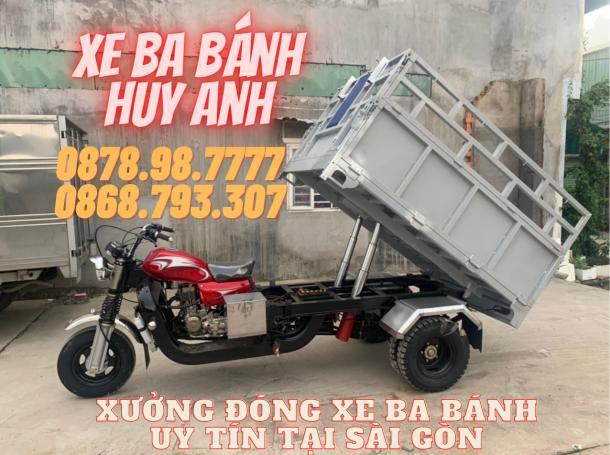 XE BA BÁNH
HUY ANH
0878.98.7777
0868.793.307
XƯỞNG ĐÓNG XE BA BÁNH
UY TÍN TẠI SÀI GÒN